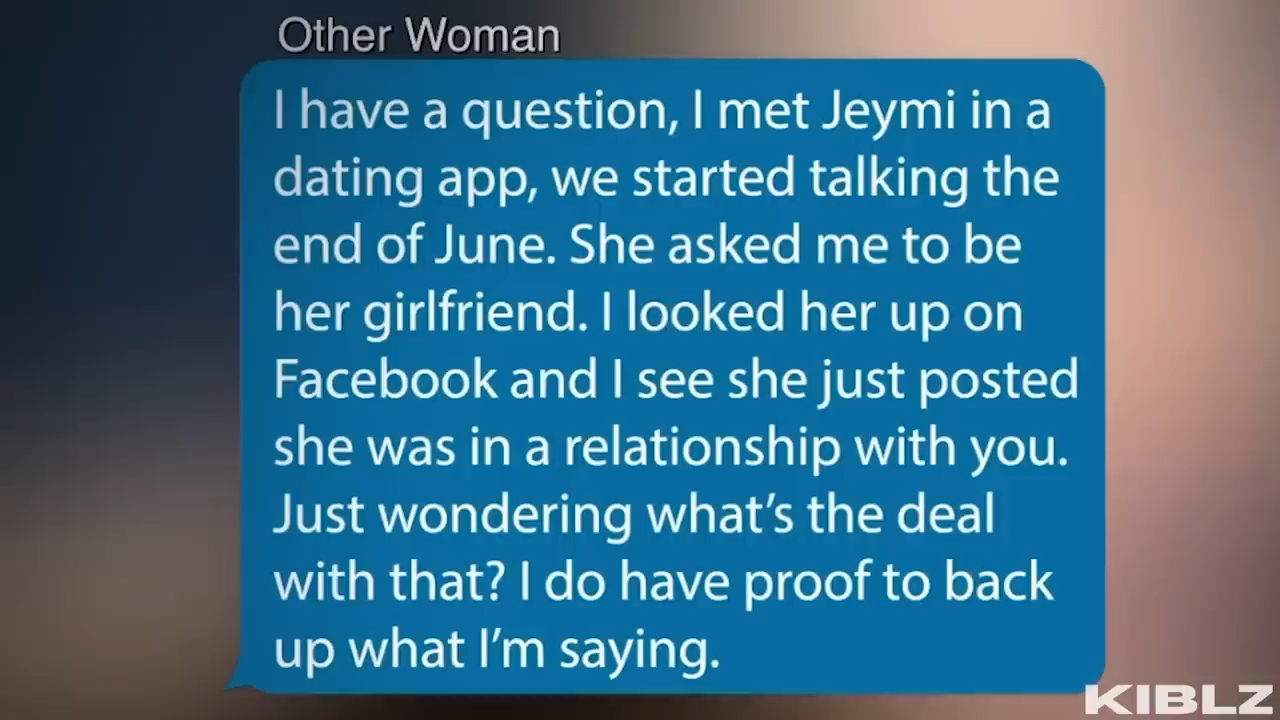 Other Woman
I have a question, I met Jeymi in a
dating app, we started talking the
end of June. She asked me to be
her girlfriend. I looked her up on
Facebook and I see she just posted
she was in a relationship with you.
Just wondering what’s the deal
with that? I do have proof to back
up what I’m saying.
KIBLZ